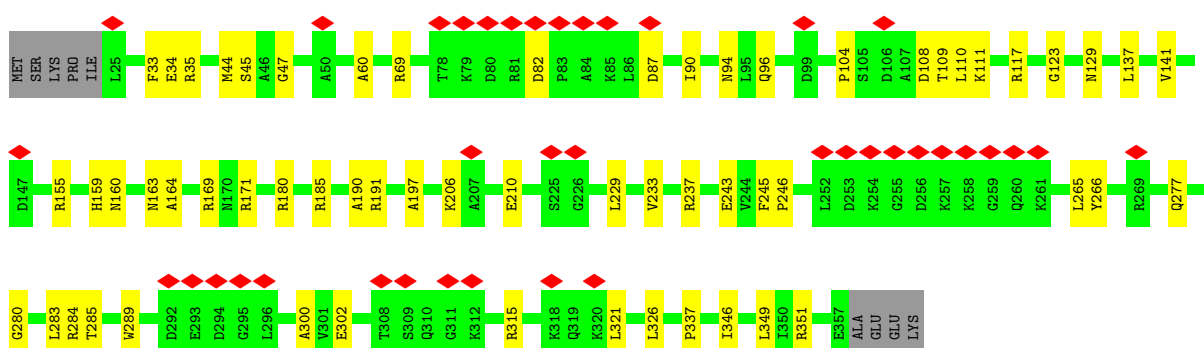 MET SER LYS PRO ILE L25 F33 E34 R35 M44 S45 A46 G47 A50 A60 R69 T78 K79 D80 R81 D82 P83 A84 K85 L86 D87 I90 N94 L95 Q96 D99 P104 S105 D106 A107 D108 T109 L110 K111 R117 G123 N129 L137 V141
D147 R155 H159 N160 N163 A164 R169 N170 R171 R180 R185 A190 R191 A197 K206 A207 E210 S225 G226 L229 V233 R237 E243 V244 F245 P246 L252 D253 K254 G255 D256 K257 K258 G259 Q260 K261 L265 Y266 R269 Q277
G280 L283 R284 T285 W289 D292 E293 D294 G295 L296 A300 V301 E302 T308 S309 Q310 G311 K312 R315 K318 Q319 K320 L321 L326 P337 I346 L349 I350 R351 E357 ALA GLU GLU LYS